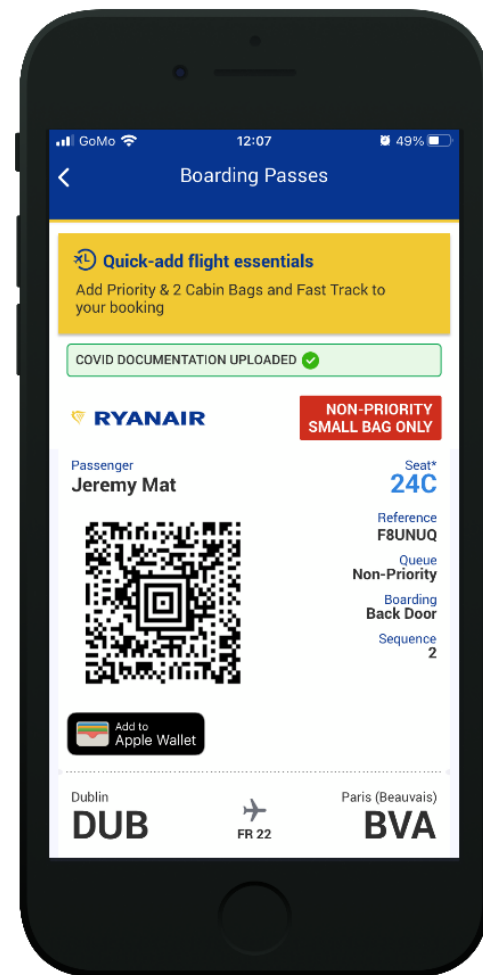 GoMo 12:07 49%
Boarding Passes
Quick-add flight essentials
Add Priority & 2 Cabin Bags and Fast Track to
your booking
COVID DOCUMENTATION UPLOADED
RYANAIR
NON-PRIORITY
SMALL BAG ONLY
Passenger
Jeremy Mat
Seat*
24C
Reference
F8UNUQ
Queue
Non-Priority
Boarding
Back Door
Sequence
2
Add to
Apple Wallet
Dublin
DUB
FR 22
Paris (Beauvais)
BVA